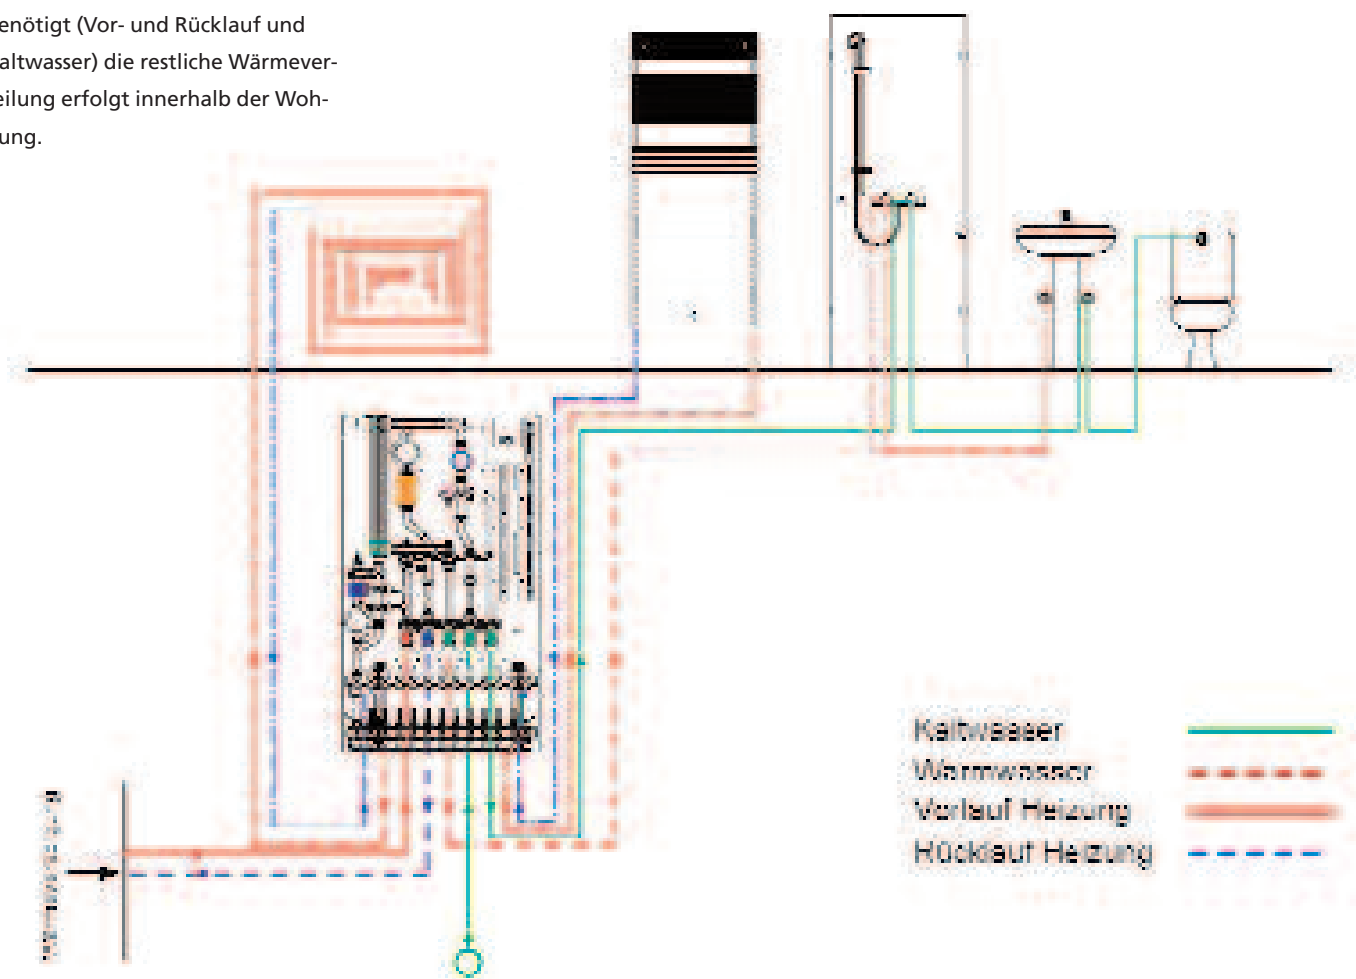 enötigt (Vor- und Rücklauf und
altwasser) die restliche Wärmever-
eilung erfolgt innerhalb der Woh-
ung.
Kaltwasser
Warmwasser
Vorlauf Heizung
Rücklauf Heizung